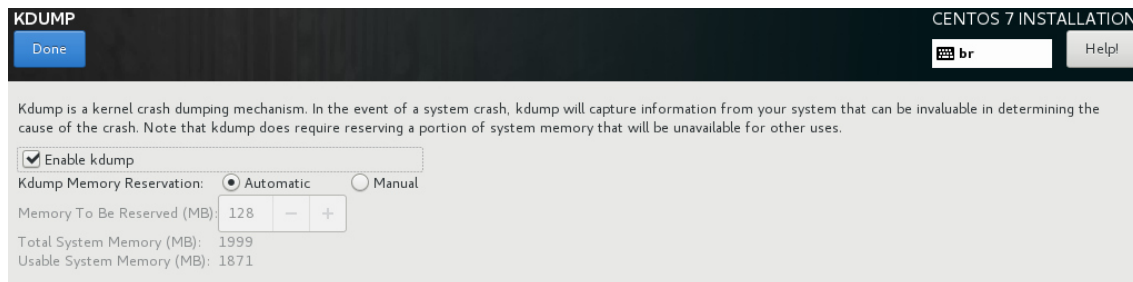 KDUMP
CENTOS 7 INSTALLATION
Done
br
Help!
Kdump is a kernel crash dumping mechanism. In the event of a system crash, kdump will capture information from your system that can be invaluable in determining the
cause of the crash. Note that kdump does require reserving a portion of system memory that will be unavailable for other uses.
Enable kdump
Kdump Memory Reservation: Automatic Manual
Memory To Be Reserved (MB): 128 − +
Total System Memory (MB): 1999
Usable System Memory (MB): 1871